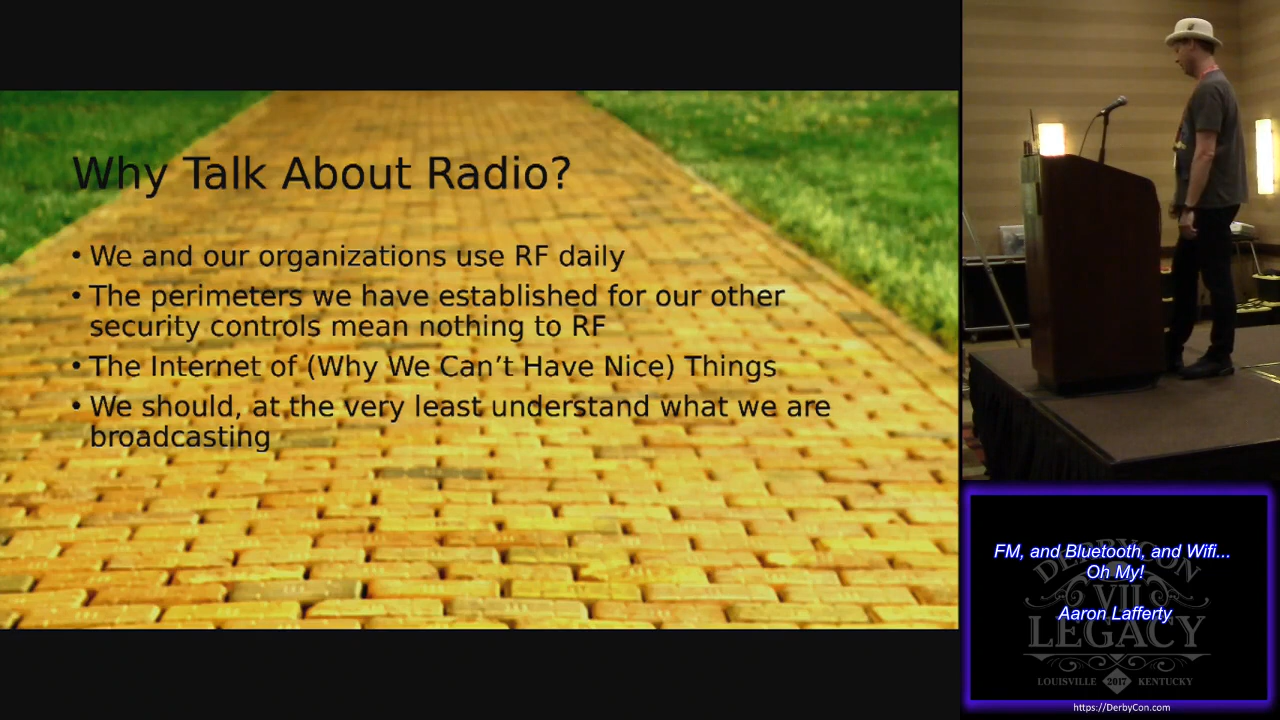 Why Talk About Radio?
• We and our organizations use RF daily
• The perimeters we have established for our other
security controls mean nothing to RF
• The Internet of (Why We Can’t Have Nice) Things
• We should, at the very least understand what we are
broadcasting
FM, and Bluetooth, and Wifi...
Oh My!
Aaron Lafferty
DERBYCON
VII
LEGACY
LOUISVILLE 2017 KENTUCKY
https://DerbyCon.com